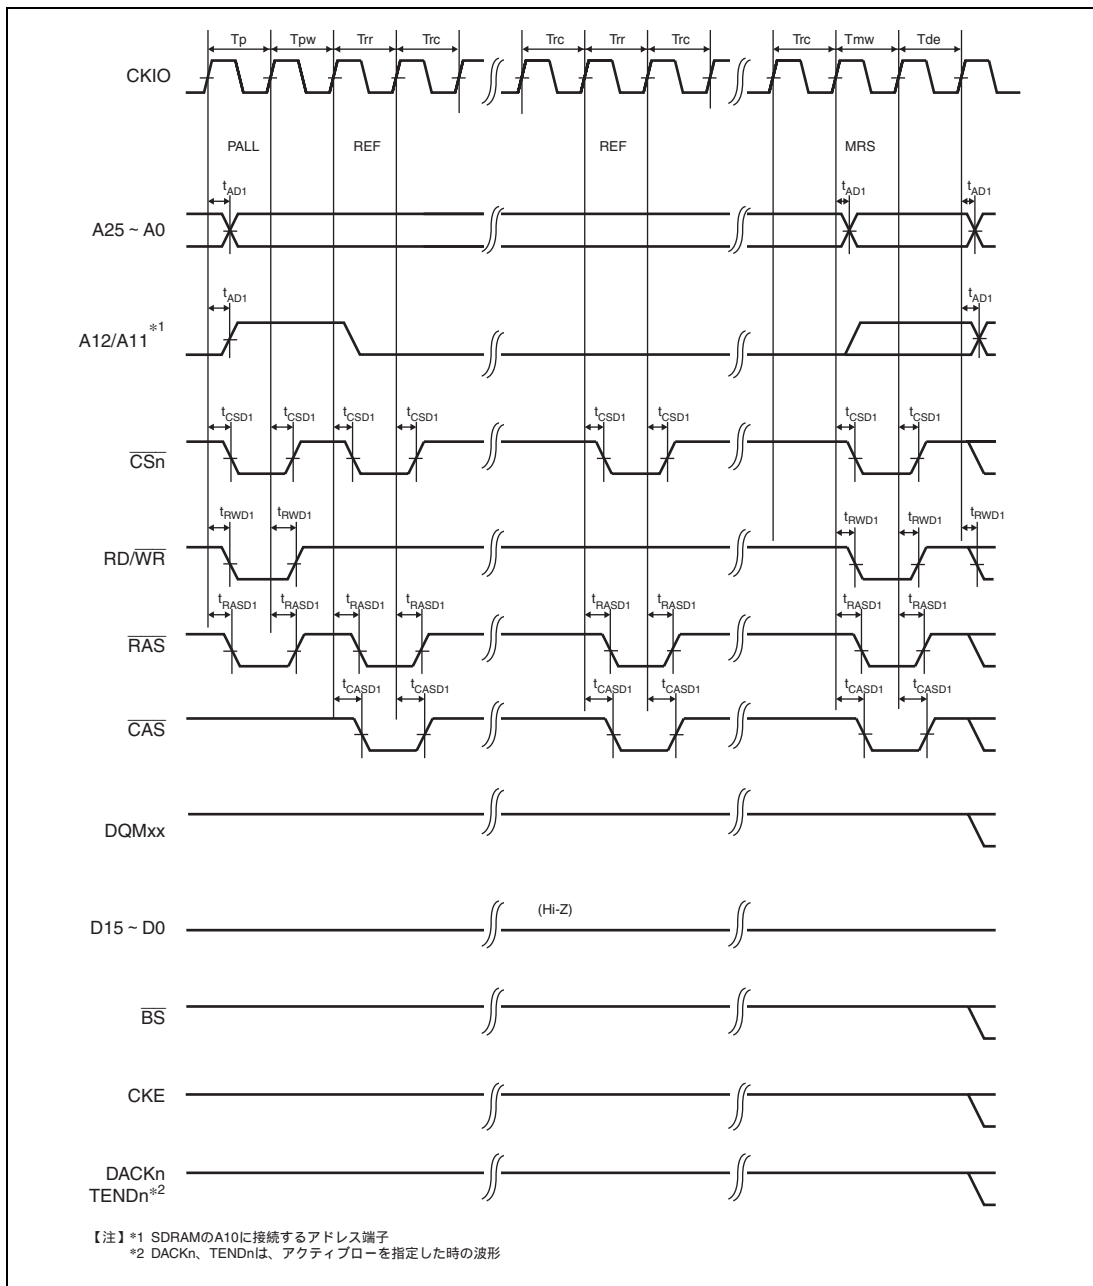 Tp Tpw Trr Trc Trc Trr Trc Trc Tmw Tde
CKIO
PALL REF REF MRS
tAD1 tAD1 tAD1
A25 ~ A0
tAD1 tAD1
A12/A11*1
tCSD1 tCSD1 tCSD1 tCSD1 tCSD1 tCSD1 tCSD1 tCSD1
CSn
tRWD1 tRWD1 tRWD1 tRWD1 tRWD1
RD/WR
tRASD1 tRASD1 tRASD1 tRASD1 tRASD1 tRASD1 tRASD1 tRASD1
RAS
tCASD1 tCASD1 tCASD1 tCASD1 tCASD1 tCASD1
CAS
DQMxx
(Hi-Z)
D15 ~ D0
BS
CKE
DACKn
TENDn*2
【注】*1 SDRAMのA10に接続するアドレス端子
*2 DACKn、TENDnは、アクティブローを指定した時の波形